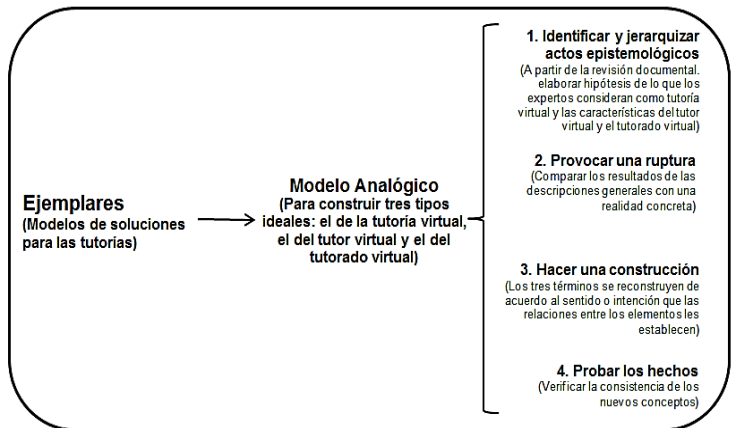 Ejemplares
(Modelos de soluciones
para las tutorías)
Modelo Analógico
(Para construir tres tipos
ideales: el de la tutoría virtual,
el del tutor virtual y el del
tutorado virtual)
1. Identificar y jerarquizar
actos epistemológicos
(A partir de la revisión documental.
elaborar hipótesis de lo que los
expertos consideran como tutoría
virtual y las características del tutor
virtual y el tutorado virtual)
2. Provocar una ruptura
(Comparar los resultados de las
descripciones generales con una
realidad concreta)
3. Hacer una construcción
(Los tres términos se reconstruyen de
acuerdo al sentido o intención que las
relaciones entre los elementos les
establecen)
4. Probar los hechos
(Verificar la consistencia de los
nuevos conceptos)